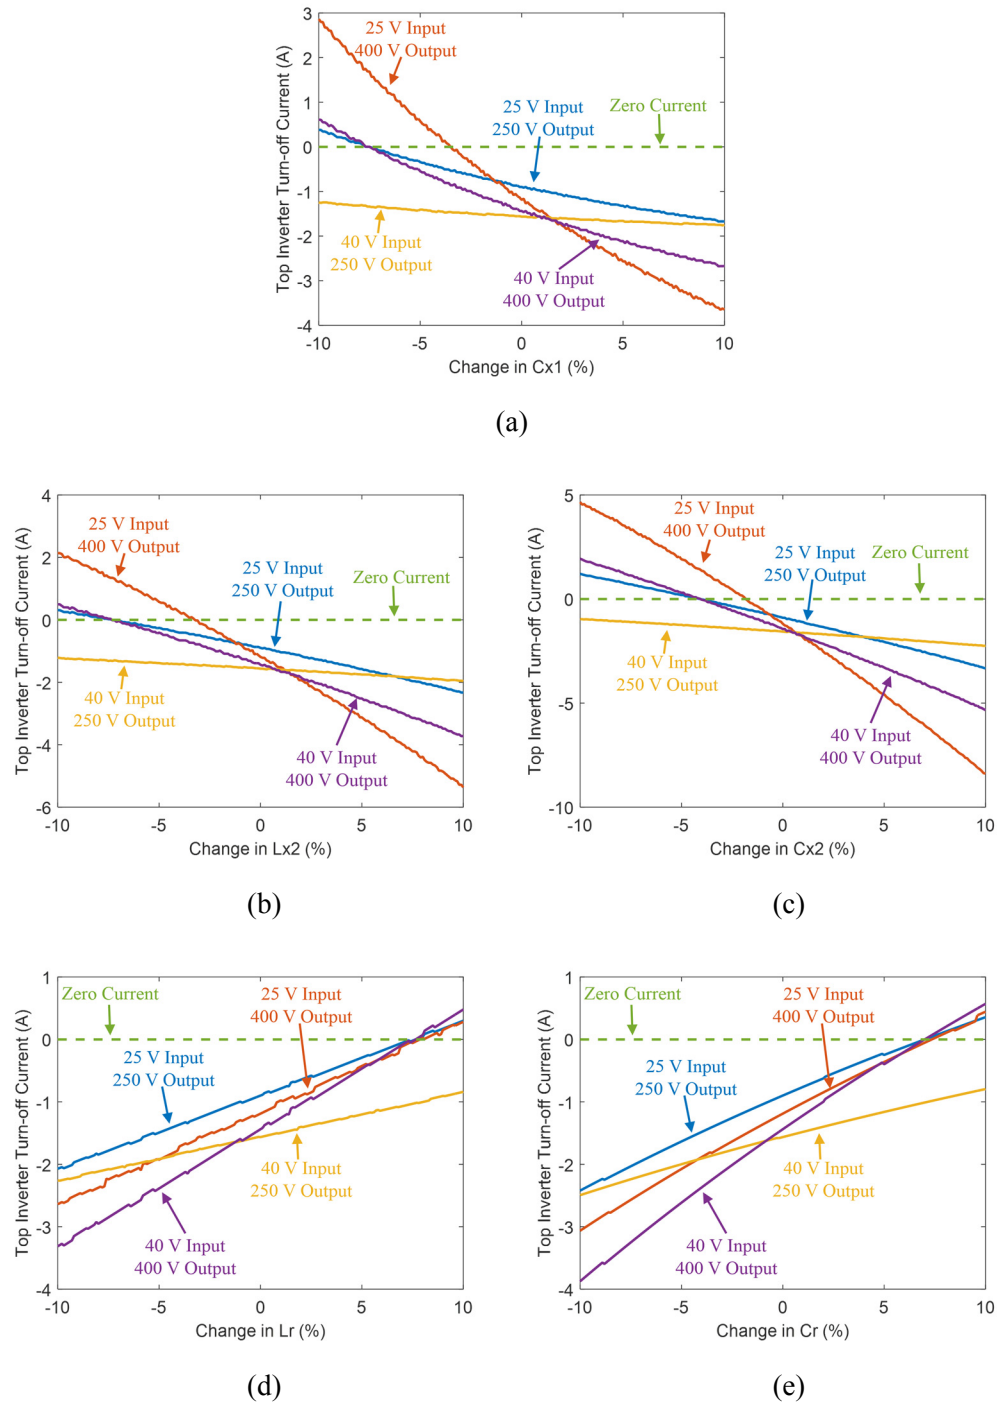 3
2
1
0
-1
-2
-3
-4
Top Inverter Turn-off Current (A)
25 V Input
400 V Output
25 V Input
250 V Output
Zero Current
40 V Input
250 V Output
40 V Input
400 V Output
-10
-5
0
5
10
Change in Cx1 (%)
(a)
4
2
0
-2
-4
-6
Top Inverter Turn-off Current (A)
25 V Input
400 V Output
25 V Input
250 V Output
Zero Current
40 V Input
250 V Output
40 V Input
400 V Output
-10
-5
0
5
10
Change in Lx2 (%)
(b)
5
0
-5
-10
Top Inverter Turn-off Current (A)
25 V Input
400 V Output
25 V Input
250 V Output
Zero Current
40 V Input
250 V Output
40 V Input
400 V Output
-10
-5
0
5
10
Change in Cx2 (%)
(c)
1
0
-1
-2
-3
-4
Top Inverter Turn-off Current (A)
Zero Current
25 V Input
400 V Output
25 V Input
250 V Output
40 V Input
250 V Output
40 V Input
400 V Output
-10
-5
0
5
10
Change in Lr (%)
(d)
1
0
-1
-2
-3
-4
Top Inverter Turn-off Current (A)
Zero Current
25 V Input
400 V Output
25 V Input
250 V Output
40 V Input
250 V Output
40 V Input
400 V Output
-10
-5
0
5
10
Change in Cr (%)
(e)